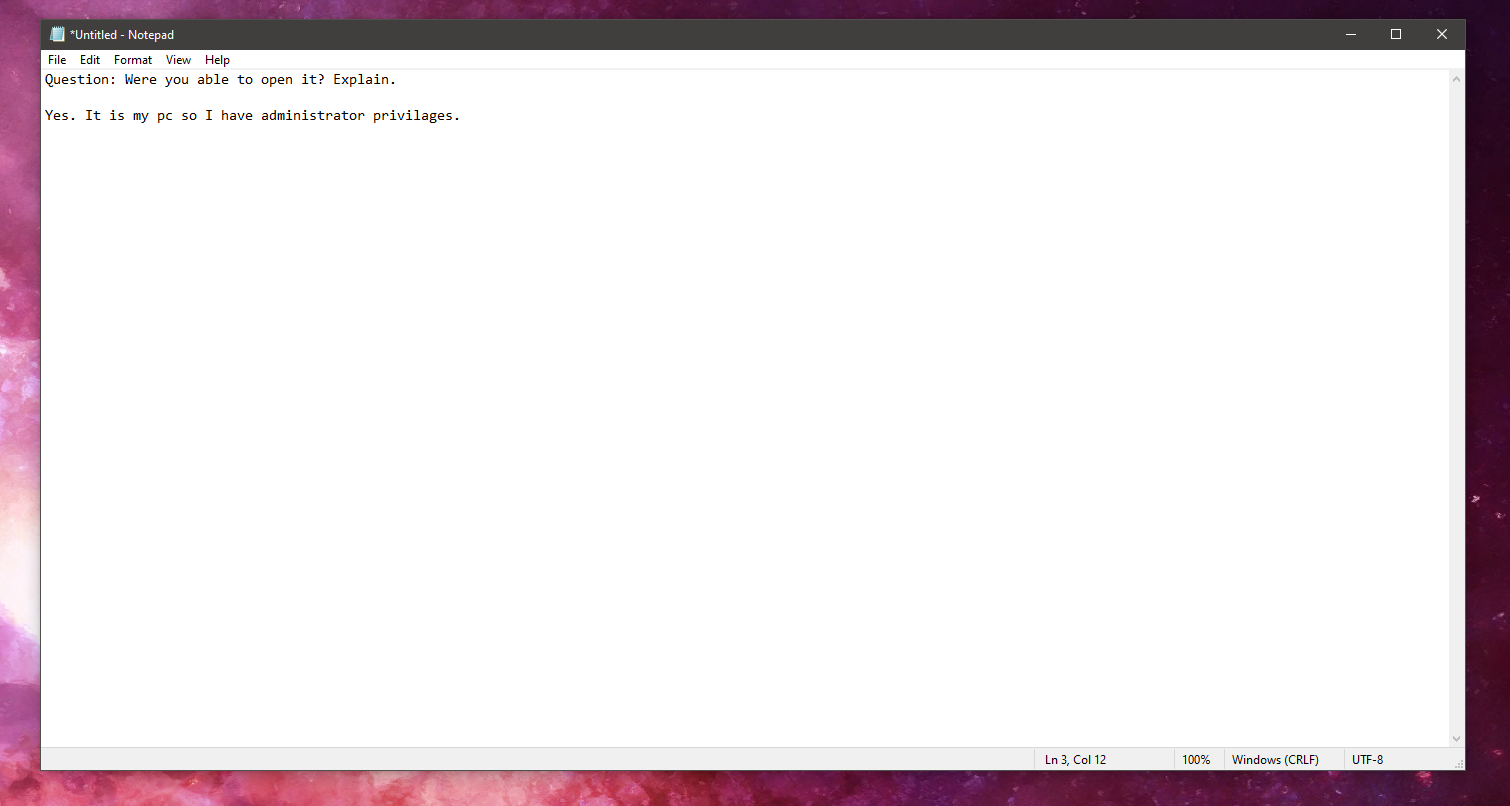 *Untitled - Notepad
File Edit Format View Help
Question: Were you able to open it? Explain.
Yes. It is my pc so I have administrator privilages.
Ln 3, Col 12 100% Windows (CRLF) UTF-8